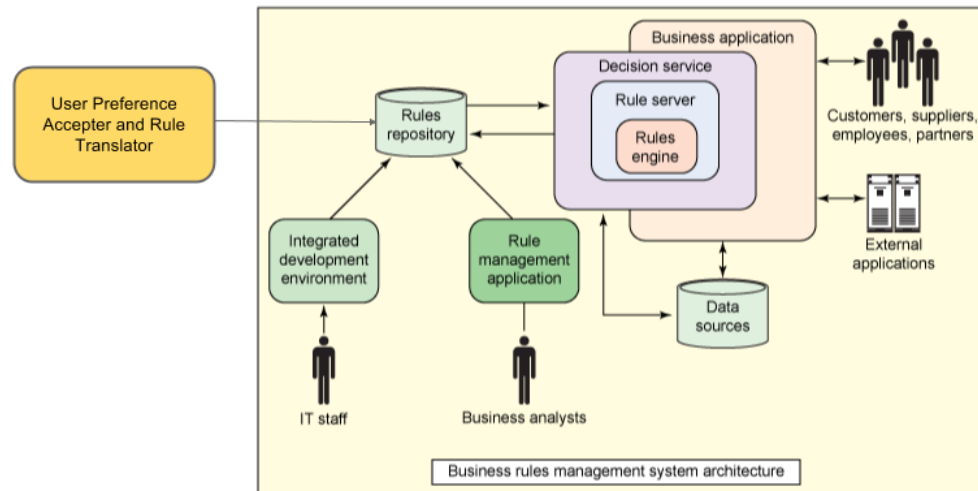 User Preference
Accepter and Rule
Translator
Rules
repository
Business application
Decision service
Rule server
Rules
engine
Customers, suppliers,
employees, partners
External
applications
Integrated
development
environment
Rule
management
application
Data
sources
IT staff
Business analysts
Business rules management system architecture